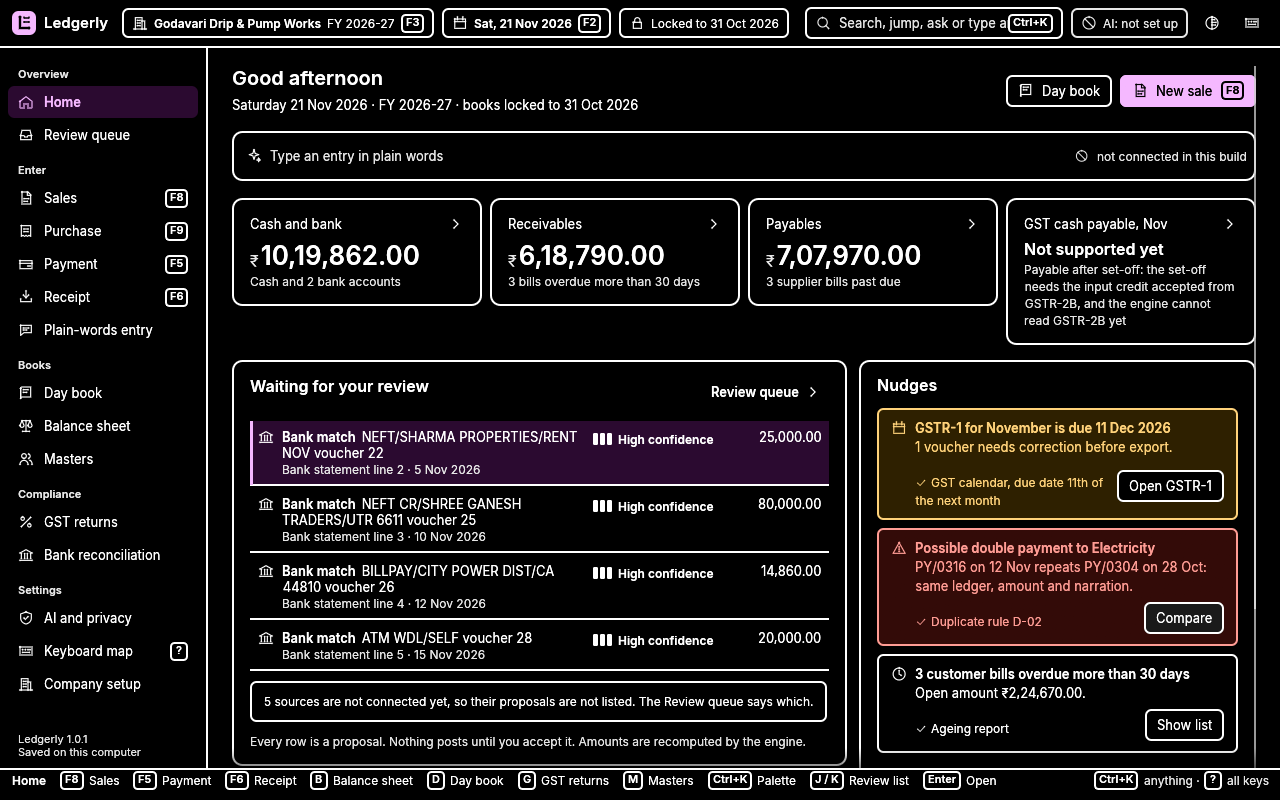 Ledgerly
Godavari Drip & Pump Works FY 2026-27 F3
Sat, 21 Nov 2026 F2
Locked to 31 Oct 2026
Search, jump, ask or type a Ctrl+K
AI: not set up
Overview
Home
Review queue
Enter
Sales F8
Purchase F9
Payment F5
Receipt F6
Plain-words entry
Books
Day book
Balance sheet
Masters
Compliance
GST returns
Bank reconciliation
Settings
AI and privacy
Keyboard map ?
Company setup
Ledgerly 1.0.1
Saved on this computer
Good afternoon
Saturday 21 Nov 2026 · FY 2026-27 · books locked to 31 Oct 2026
Day book
New sale F8
Type an entry in plain words
not connected in this build
Cash and bank
₹10,19,862.00
Cash and 2 bank accounts
Receivables
₹6,18,790.00
3 bills overdue more than 30 days
Payables
₹7,07,970.00
3 supplier bills past due
GST cash payable, Nov
Not supported yet
Payable after set-off: the set-off
needs the input credit accepted from
GSTR-2B, and the engine cannot
read GSTR-2B yet
Waiting for your review
Review queue
Bank match NEFT/SHARMA PROPERTIES/RENT
NOV voucher 22
Bank statement line 2 · 5 Nov 2026
High confidence
25,000.00
Bank match NEFT CR/SHREE GANESH
TRADERS/UTR 6611 voucher 25
Bank statement line 3 · 10 Nov 2026
High confidence
80,000.00
Bank match BILLPAY/CITY POWER DIST/CA
44810 voucher 26
Bank statement line 4 · 12 Nov 2026
High confidence
14,860.00
Bank match ATM WDL/SELF voucher 28
Bank statement line 5 · 15 Nov 2026
High confidence
20,000.00
5 sources are not connected yet, so their proposals are not listed. The Review queue says which.
Every row is a proposal. Nothing posts until you accept it. Amounts are recomputed by the engine.
Nudges
GSTR-1 for November is due 11 Dec 2026
1 voucher needs correction before export.
✓ GST calendar, due date 11th of
the next month
Open GSTR-1
Possible double payment to Electricity
PY/0316 on 12 Nov repeats PY/0304 on 28 Oct:
same ledger, amount and narration.
✓ Duplicate rule D-02
Compare
3 customer bills overdue more than 30 days
Open amount ₹2,24,670.00.
✓ Ageing report
Show list
Home F8 Sales F5 Payment F6 Receipt B Balance sheet D Day book G GST returns M Masters Ctrl+K Palette J / K Review list Enter Open Ctrl+K anything · ? all keys